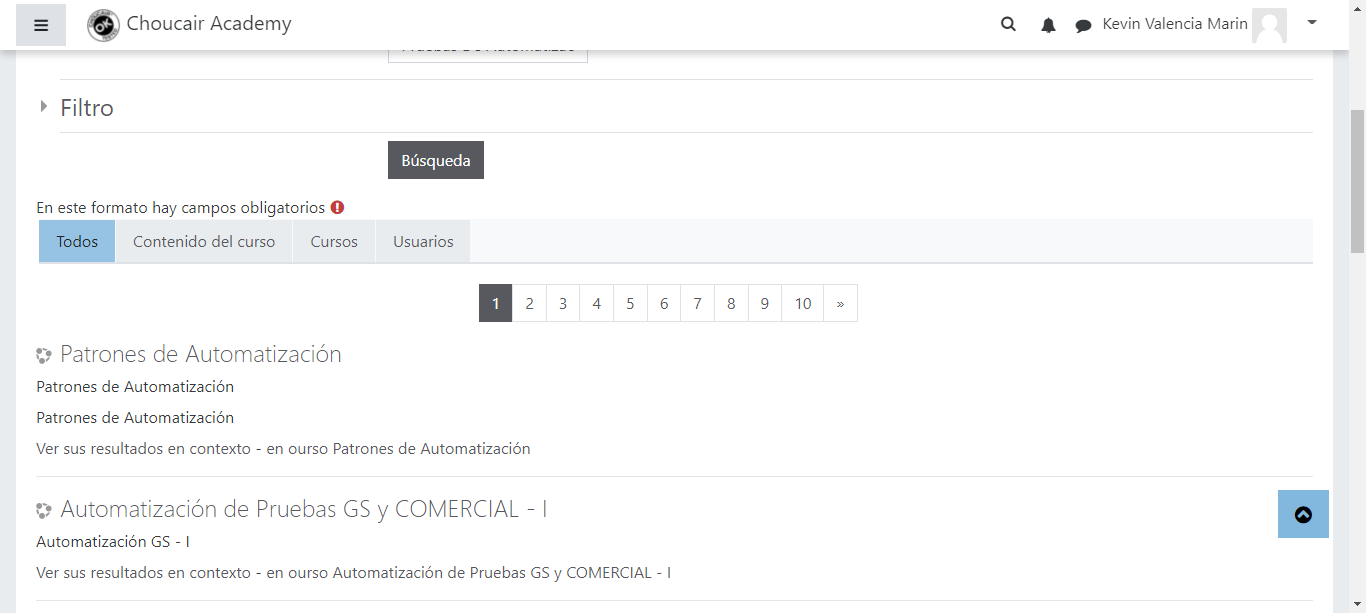 Choucair Academy
Kevin Valencia Marin
Filtro
Búsqueda
En este formato hay campos obligatorios
Todos Contenido del curso Cursos Usuarios
1 2 3 4 5 6 7 8 9 10 »
Patrones de Automatización
Patrones de Automatización
Patrones de Automatización
Ver sus resultados en contexto - en ourso Patrones de Automatización
Automatización de Pruebas GS y COMERCIAL - I
Automatización GS - I
Ver sus resultados en contexto - en ourso Automatización de Pruebas GS y COMERCIAL - I